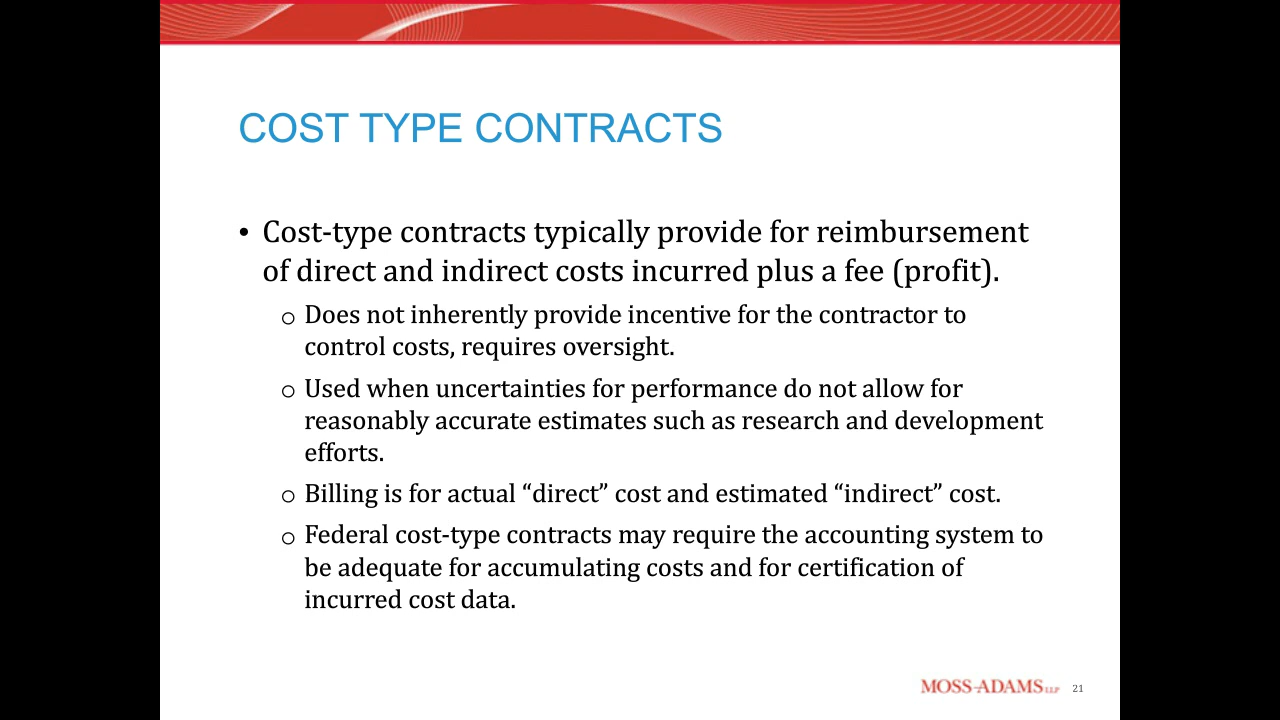 COST TYPE CONTRACTS
• Cost-type contracts typically provide for reimbursement
of direct and indirect costs incurred plus a fee (profit).
o Does not inherently provide incentive for the contractor to
control costs, requires oversight.
o Used when uncertainties for performance do not allow for
reasonably accurate estimates such as research and development
efforts.
o Billing is for actual “direct” cost and estimated “indirect” cost.
o Federal cost-type contracts may require the accounting system to
be adequate for accumulating costs and for certification of
incurred cost data.
MOSS-ADAMS LLP 21